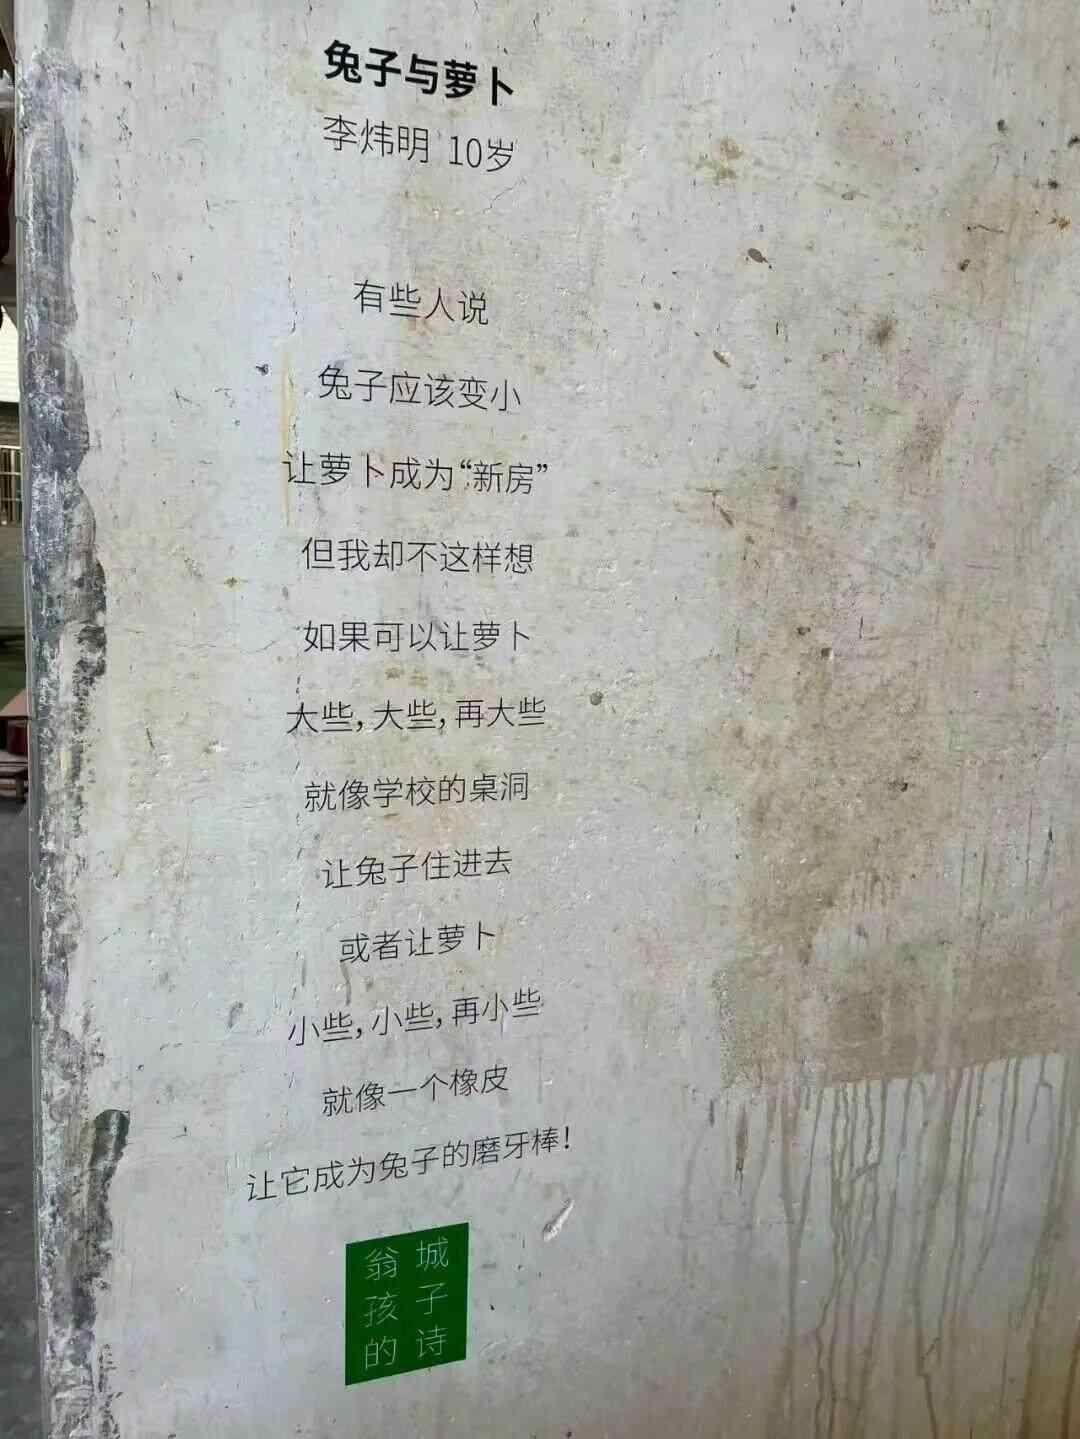 兔子与萝卜
李炜明 10岁
有些人说
兔子应该变小
让萝卜成为“新房”
但我却不这样想
如果可以让萝卜
大些，大些，再大些
就像学校的桌洞
让兔子住进去
或者让萝卜
小些，小些，再小些
就像一个橡皮
让它成为兔子的磨牙棒！
翁城
孩子
的诗